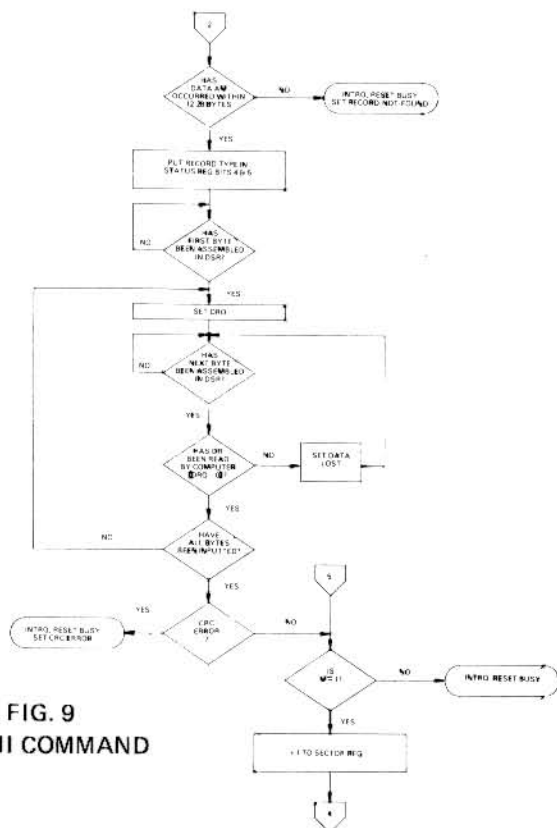 2
HAS
DATA AM
OCCURRED WITHIN
BYTES
NO
INTRQ, RESET BUSY
SET RECORD-NOT-FOUND
YES
PUT RECORD TYPE IN
STATUS REG BITS 4 & 5
HAS
FIRST BYTE
BEEN ASSEMBLED
IN DSR?
NO
YES
SET DRQ
HAS
NEXT BYTE
BEEN ASSEMBLED
IN DSR?
NO
YES
HAS DR
BEEN READ
BY COMPUTER
NO
SET DATA
LOST
YES
HAVE
ALL BYTES
BEEN INPUTTED?
NO
YES
CRC
ERROR
?
YES
INTRQ, RESET BUSY
SET CRC ERROR
NO
5
IS
NO
INTRQ, RESET BUSY
YES
+1 TO SECTOR REG
4
FIG. 9
II COMMAND